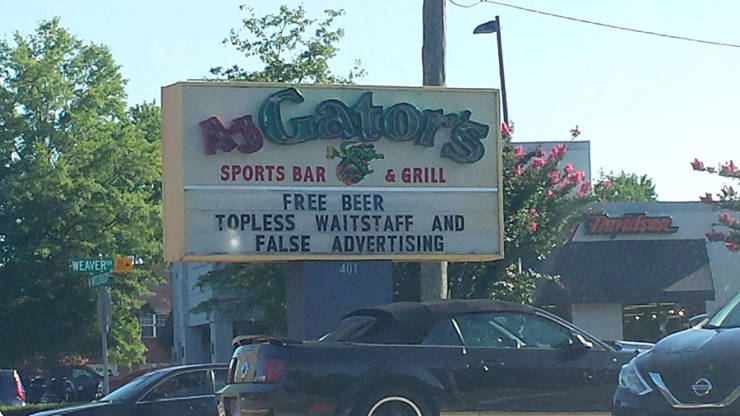 AJ Gator's
SPORTS BAR & GRILL
FREE BEER
TOPLESS WAITSTAFF AND
FALSE ADVERTISING
401
WEAVER
Davidson